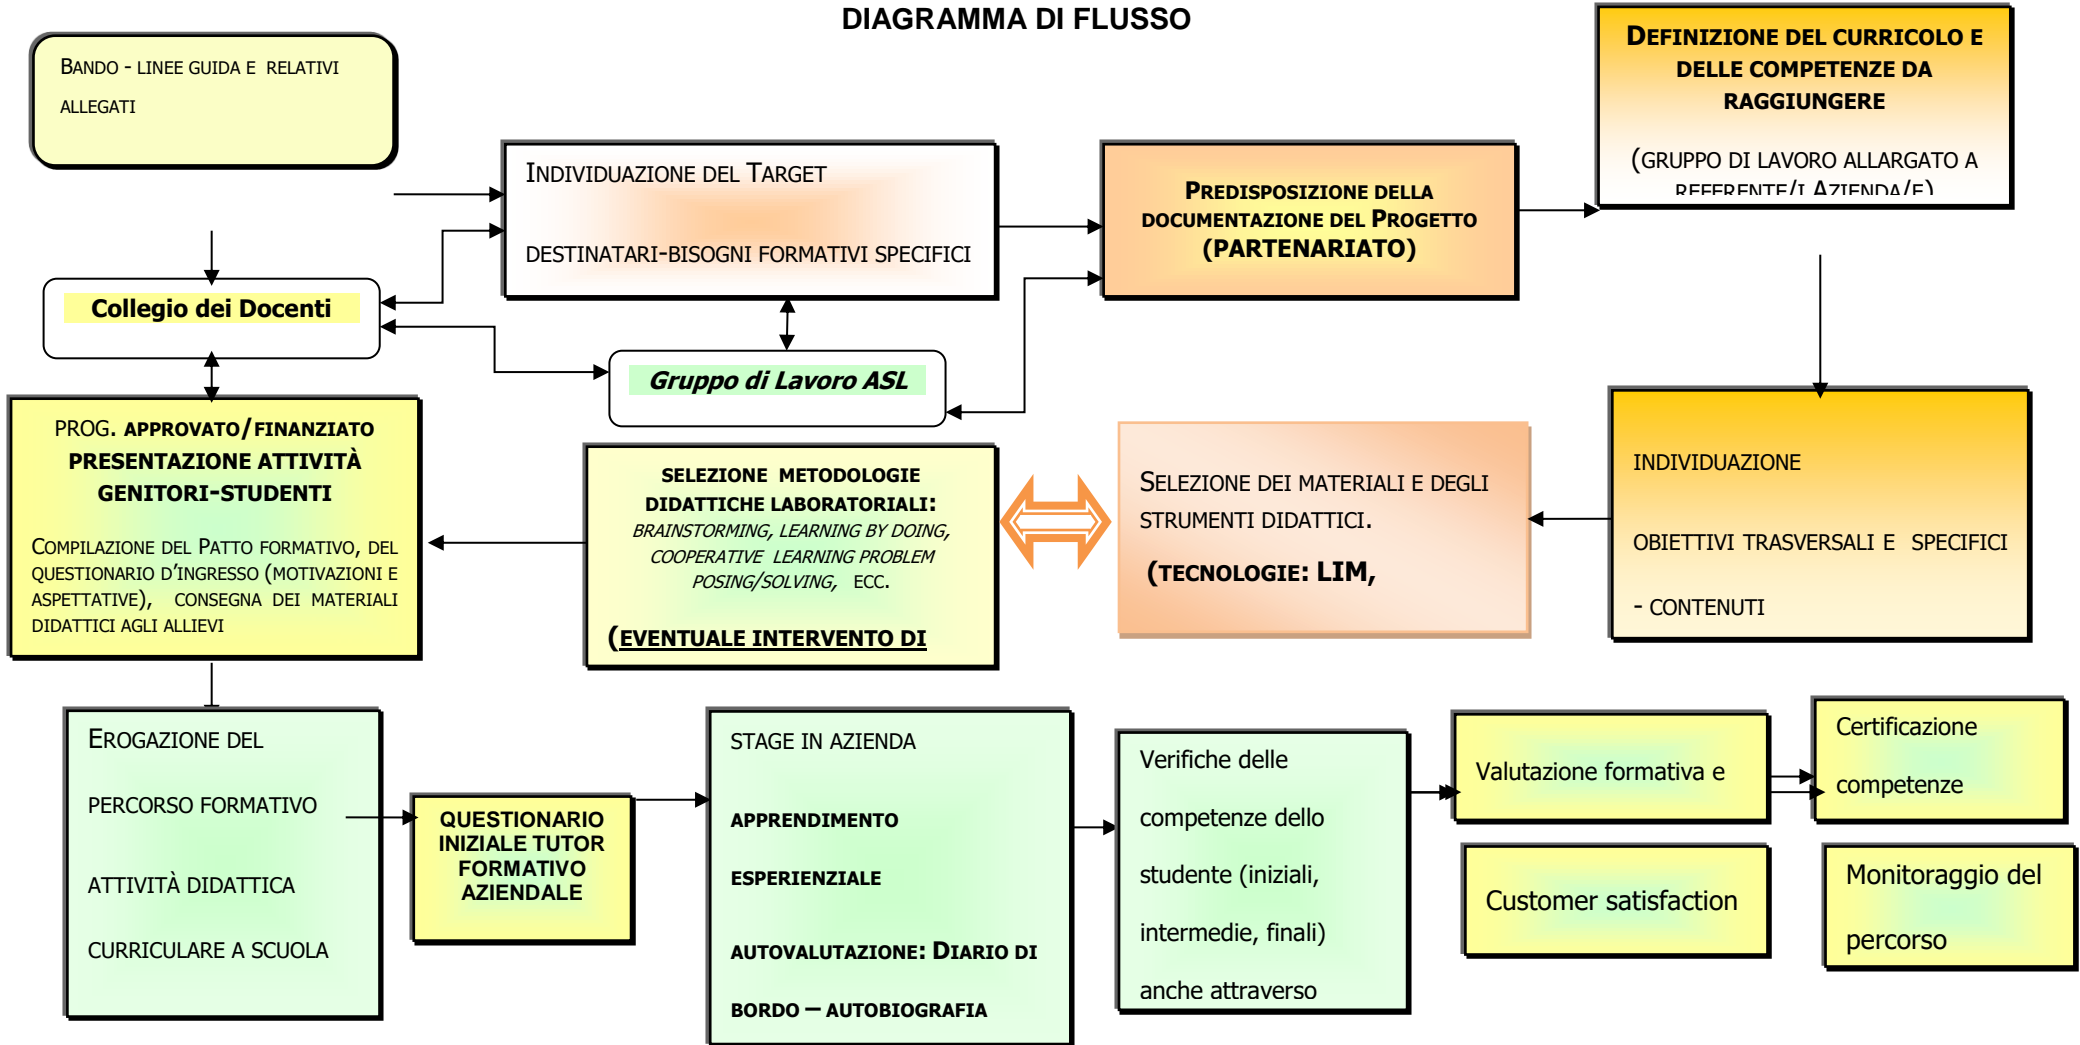 DIAGRAMMA DI FLUSSO
BANDO - LINEE GUIDA E RELATIVI
ALLEGATI
INDIVIDUAZIONE DEL TARGET
DESTINATARI-BISOGNI FORMATIVI SPECIFICI
PREDISPOSIZIONE DELLA
DOCUMENTAZIONE DEL PROGETTO
(PARTENARIATO)
DEFINIZIONE DEL CURRICOLO E
DELLE COMPETENZE DA
RAGGIUNGERE
(GRUPPO DI LAVORO ALLARGATO A
REFERENTE/I AZIENDA/E)
Collegio dei Docenti
Gruppo di Lavoro ASL
PROG. APPROVATO/FINANZIATO
PRESENTAZIONE ATTIVITÀ
GENITORI-STUDENTI
COMPILAZIONE DEL PATTO FORMATIVO, DEL
QUESTIONARIO D'INGRESSO (MOTIVAZIONI E
ASPETTATIVE), CONSEGNA DEI MATERIALI
DIDATTICI AGLI ALLIEVI
SELEZIONE METODOLOGIE
DIDATTICHE LABORATORIALI:
BRAINSTORMING, LEARNING BY DOING,
COOPERATIVE LEARNING PROBLEM
POSING/SOLVING, ECC.
(EVENTUALE INTERVENTO DI
SELEZIONE DEI MATERIALI E DEGLI
STRUMENTI DIDATTICI.
(TECNOLOGIE: LIM,
INDIVIDUAZIONE
OBIETTIVI TRASVERSALI E SPECIFICI
- CONTENUTI
EROGAZIONE DEL
PERCORSO FORMATIVO
ATTIVITÀ DIDATTICA
CURRICULARE A SCUOLA
QUESTIONARIO
INIZIALE TUTOR
FORMATIVO
AZIENDALE
STAGE IN AZIENDA
APPRENDIMENTO
ESPERIENZIALE
AUTOVALUTAZIONE: DIARIO DI
BORDO – AUTOBIOGRAFIA
Verifiche delle
competenze dello
studente (iniziali,
intermedie, finali)
anche attraverso
Valutazione formativa e
Customer satisfaction
Certificazione
competenze
Monitoraggio del
percorso